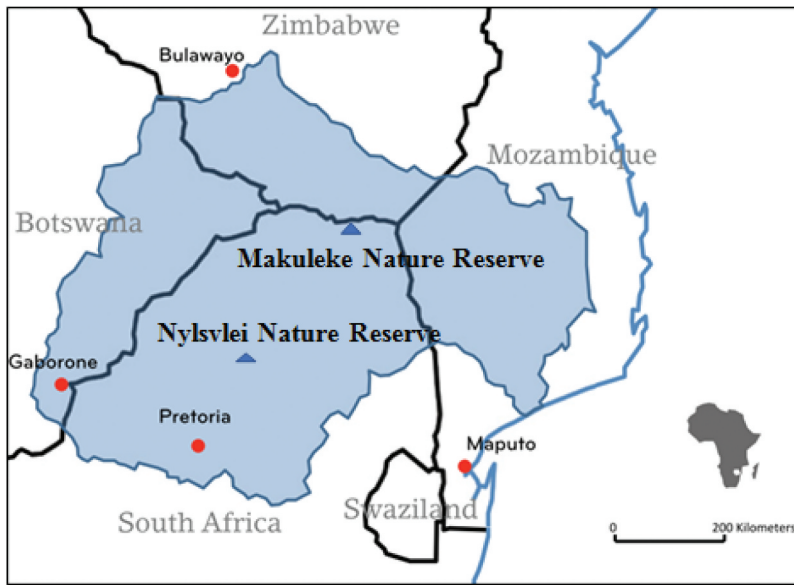 Zimbabwe
Bulawayo
Mozambique
Botswana
Makuleke Nature Reserve
Nylsvlei Nature Reserve
Gaborone
Pretoria
Maputo
Swaziland
South Africa
0 200 Kilometers